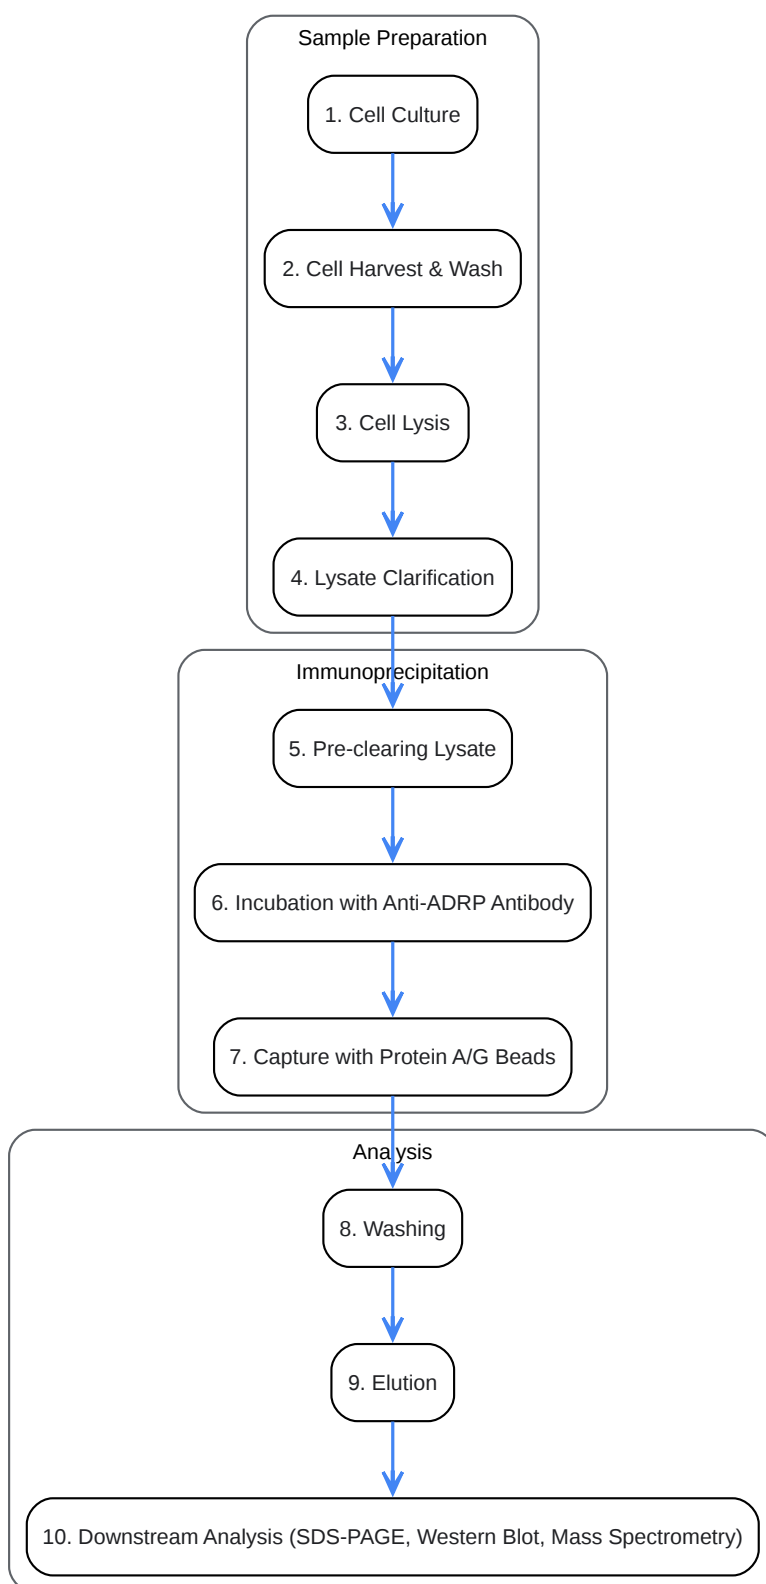 Sample Preparation
1. Cell Culture
2. Cell Harvest & Wash
3. Cell Lysis
4. Lysate Clarification
Immunoprecipitation
5. Pre-clearing Lysate
6. Incubation with Anti-ADRP Antibody
7. Capture with Protein A/G Beads
Analysis
8. Washing
9. Elution
10. Downstream Analysis (SDS-PAGE, Western Blot, Mass Spectrometry)